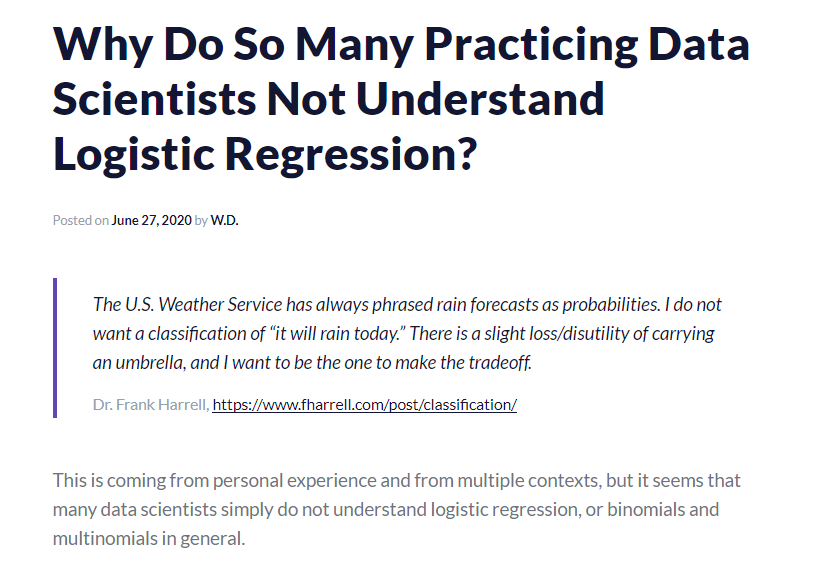 Why Do So Many Practicing Data
Scientists Not Understand
Logistic Regression?
Posted on June 27, 2020 by W.D.
The U.S. Weather Service has always phrased rain forecasts as probabilities. I do not
want a classification of “it will rain today.” There is a slight loss/disutility of carrying
an umbrella, and I want to be the one to make the tradeoff.
Dr. Frank Harrell, https://www.fharrell.com/post/classification/
This is coming from personal experience and from multiple contexts, but it seems that
many data scientists simply do not understand logistic regression, or binomials and
multinomials in general.